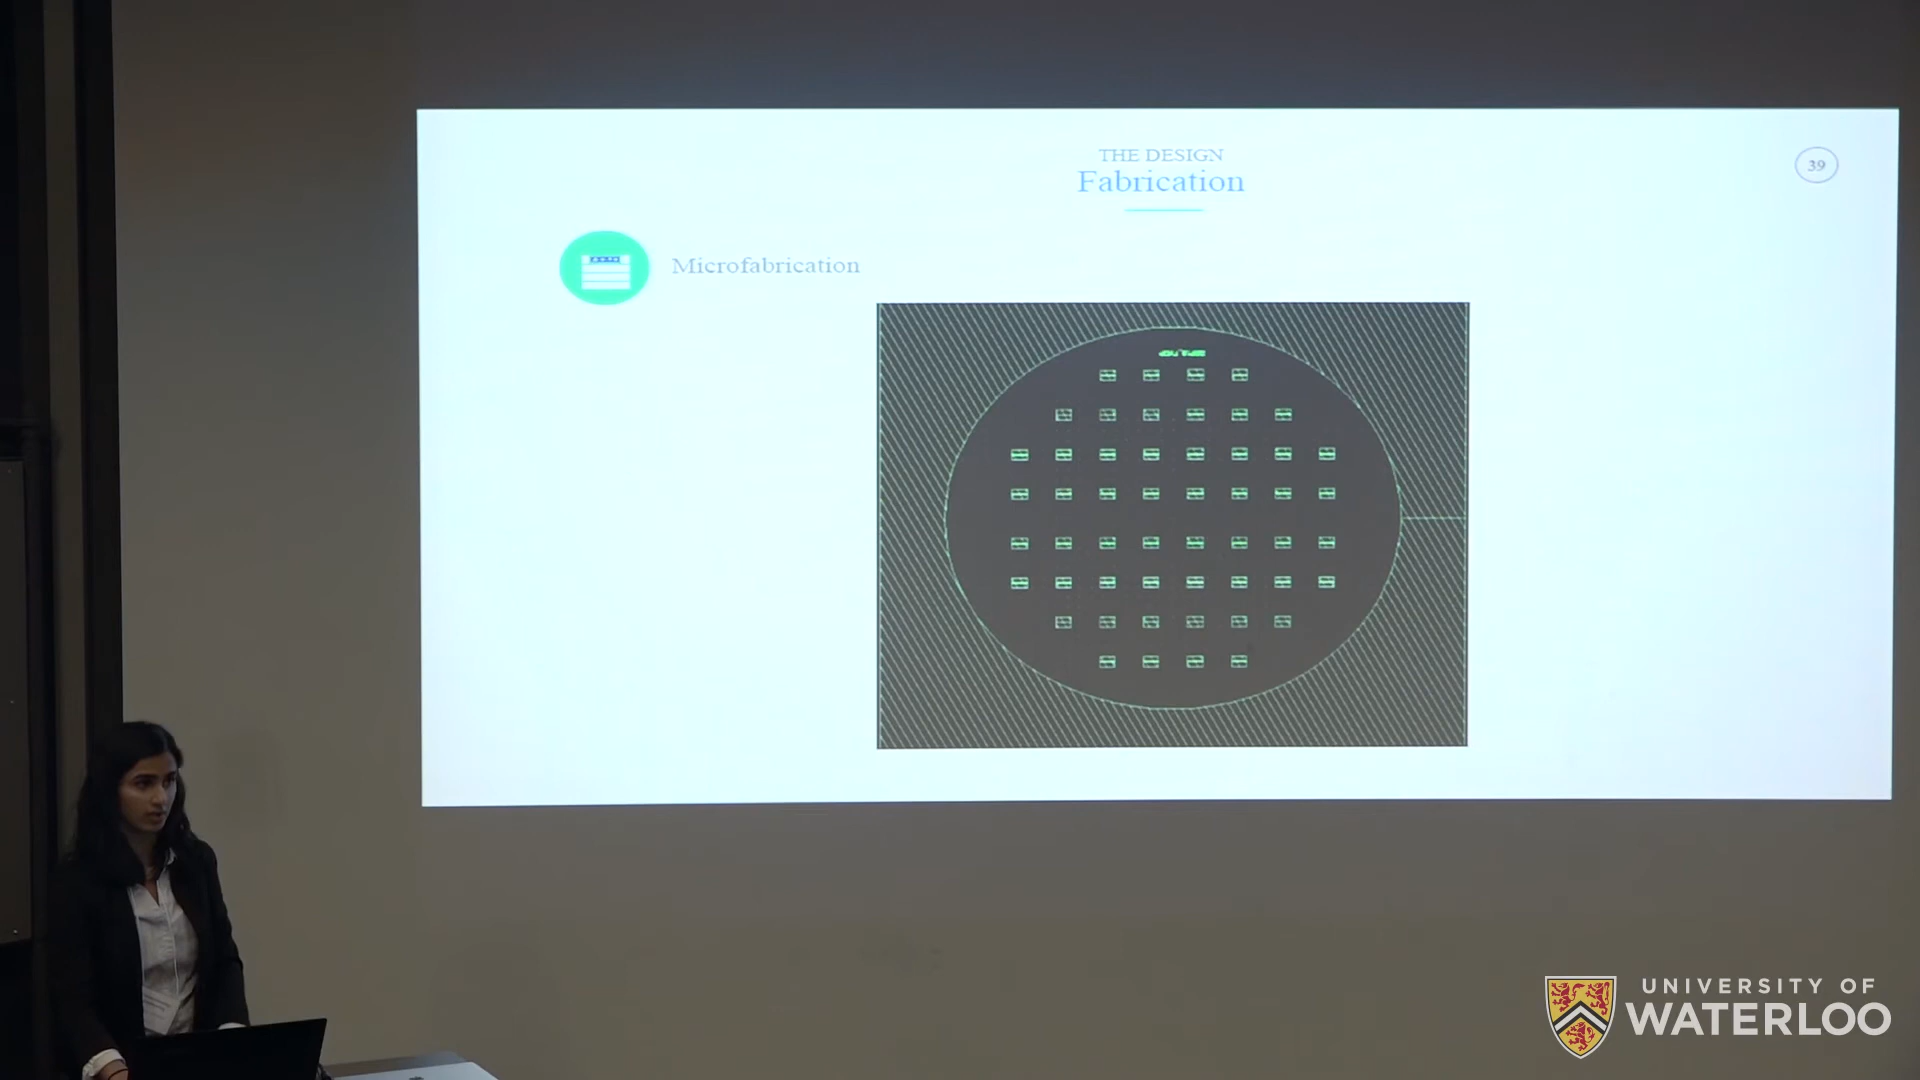 THE DESIGN
Fabrication
39
Microfabrication
UNIVERSITY OF
WATERLOO